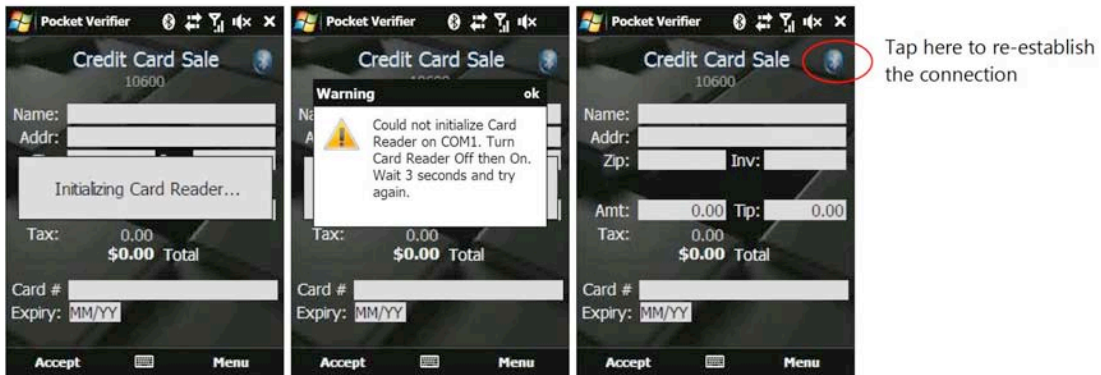 Pocket Verifier
Credit Card Sale
10600
Name:
Addr:
Initializing Card Reader...
Tax: 0.00
$0.00 Total
Card #
Expiry: MM/YY
Accept Menu
Pocket Verifier
Credit Card Sale
Warning ok
Could not initialize Card
Reader on COM1. Turn
Card Reader Off then On.
Wait 3 seconds and try
again.
Tax: 0.00
$0.00 Total
Card #
Expiry: MM/YY
Accept Menu
Pocket Verifier
Credit Card Sale
10600
Name:
Addr:
Zip: Inv:
Amt: 0.00 Tip: 0.00
Tax: 0.00
$0.00 Total
Card #
Expiry: MM/YY
Accept Menu
Tap here to re-establish
the connection